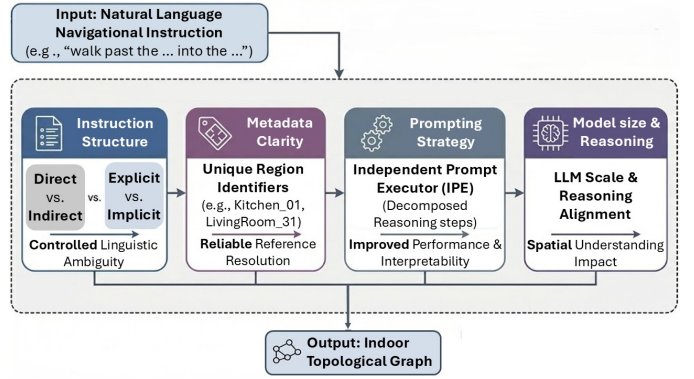 Input: Natural Language
Navigational Instruction
(e.g., “walk past the ... into the ...”)
Instruction
Structure
Direct
vs.
Indirect
vs.
Explicit
vs.
Implicit
Controlled Linguistic
Ambiguity
Metadata
Clarity
Unique Region
Identifiers
(e.g., Kitchen_01,
LivingRoom_31)
Reliable Reference
Resolution
Prompting
Strategy
Independent Prompt
Executor (IPE)
(Decomposed
Reasoning steps)
Improved Performance &
Interpretability
Model size &
Reasoning
LLM Scale &
Reasoning
Alignment
Spatial Understanding
Impact
Output: Indoor
Topological Graph